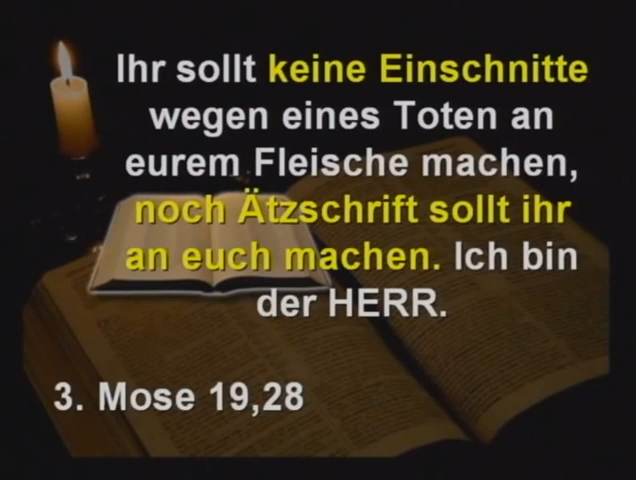 Ihr sollt keine Einschnitte
wegen eines Toten an
eurem Fleische machen,
noch Ätzschrift sollt ihr
an euch machen. Ich bin
der HERR.
3. Mose 19,28